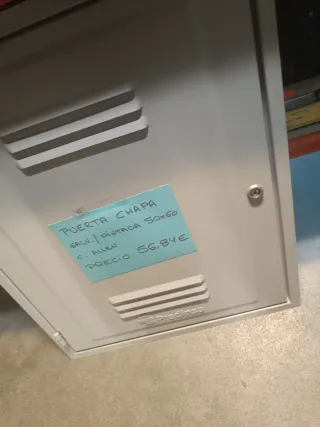 PUERTA CHAPA
GALV./PINTADA 50x60
C. ALLEN
PRECIO 56,84€